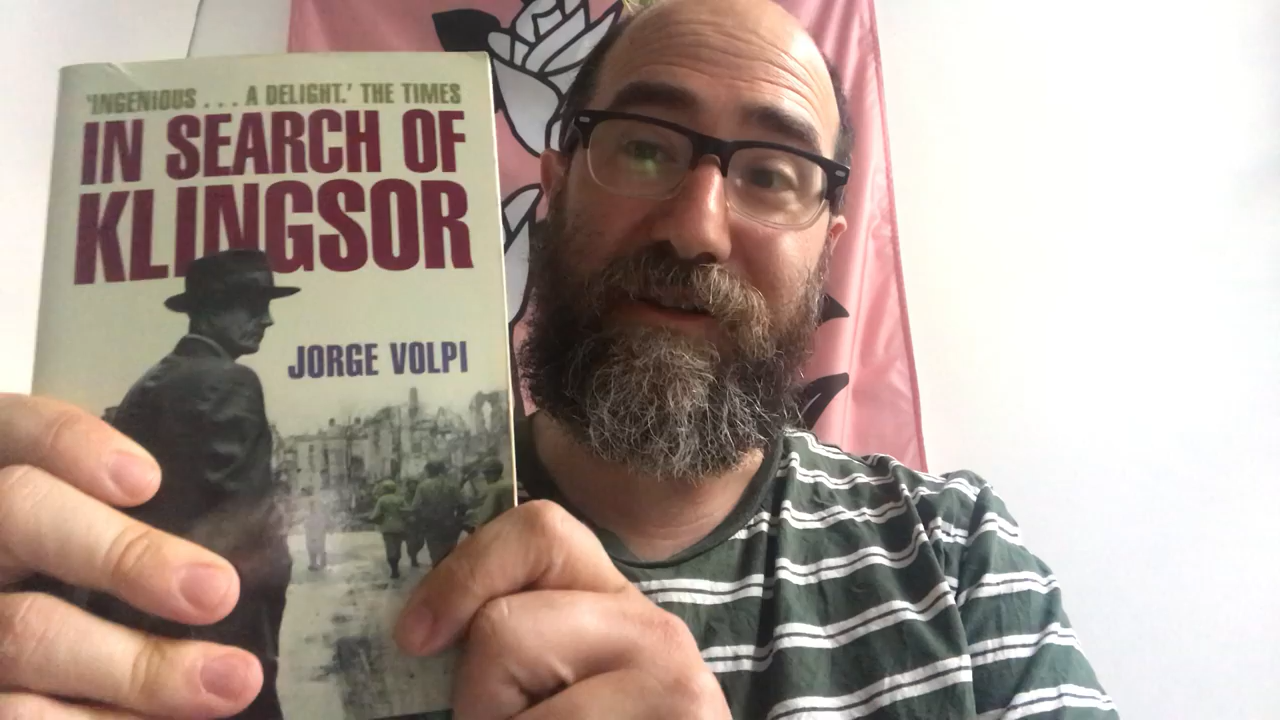 'INGENIOUS . . . A DELIGHT.' THE TIMES
IN SEARCH OF
KLINGSOR
JORGE VOLPI